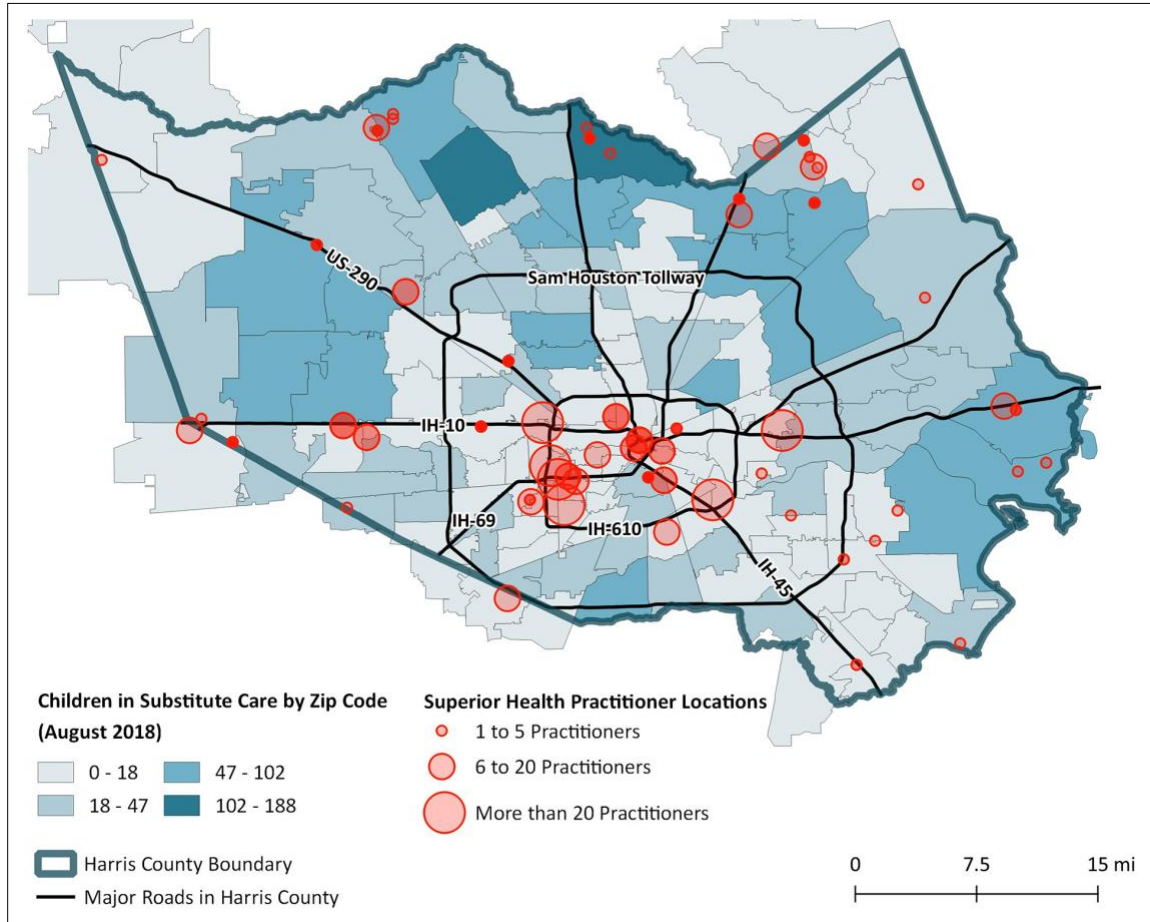 US-290
Sam Houston Tollway
IH-10
IH-69
IH-610
IH-45
Children in Substitute Care by Zip Code
(August 2018)
0 - 18
47 - 102
18 - 47
102 - 188
Harris County Boundary
Major Roads in Harris County
Superior Health Practitioner Locations
1 to 5 Practitioners
6 to 20 Practitioners
More than 20 Practitioners
0 7.5 15 mi